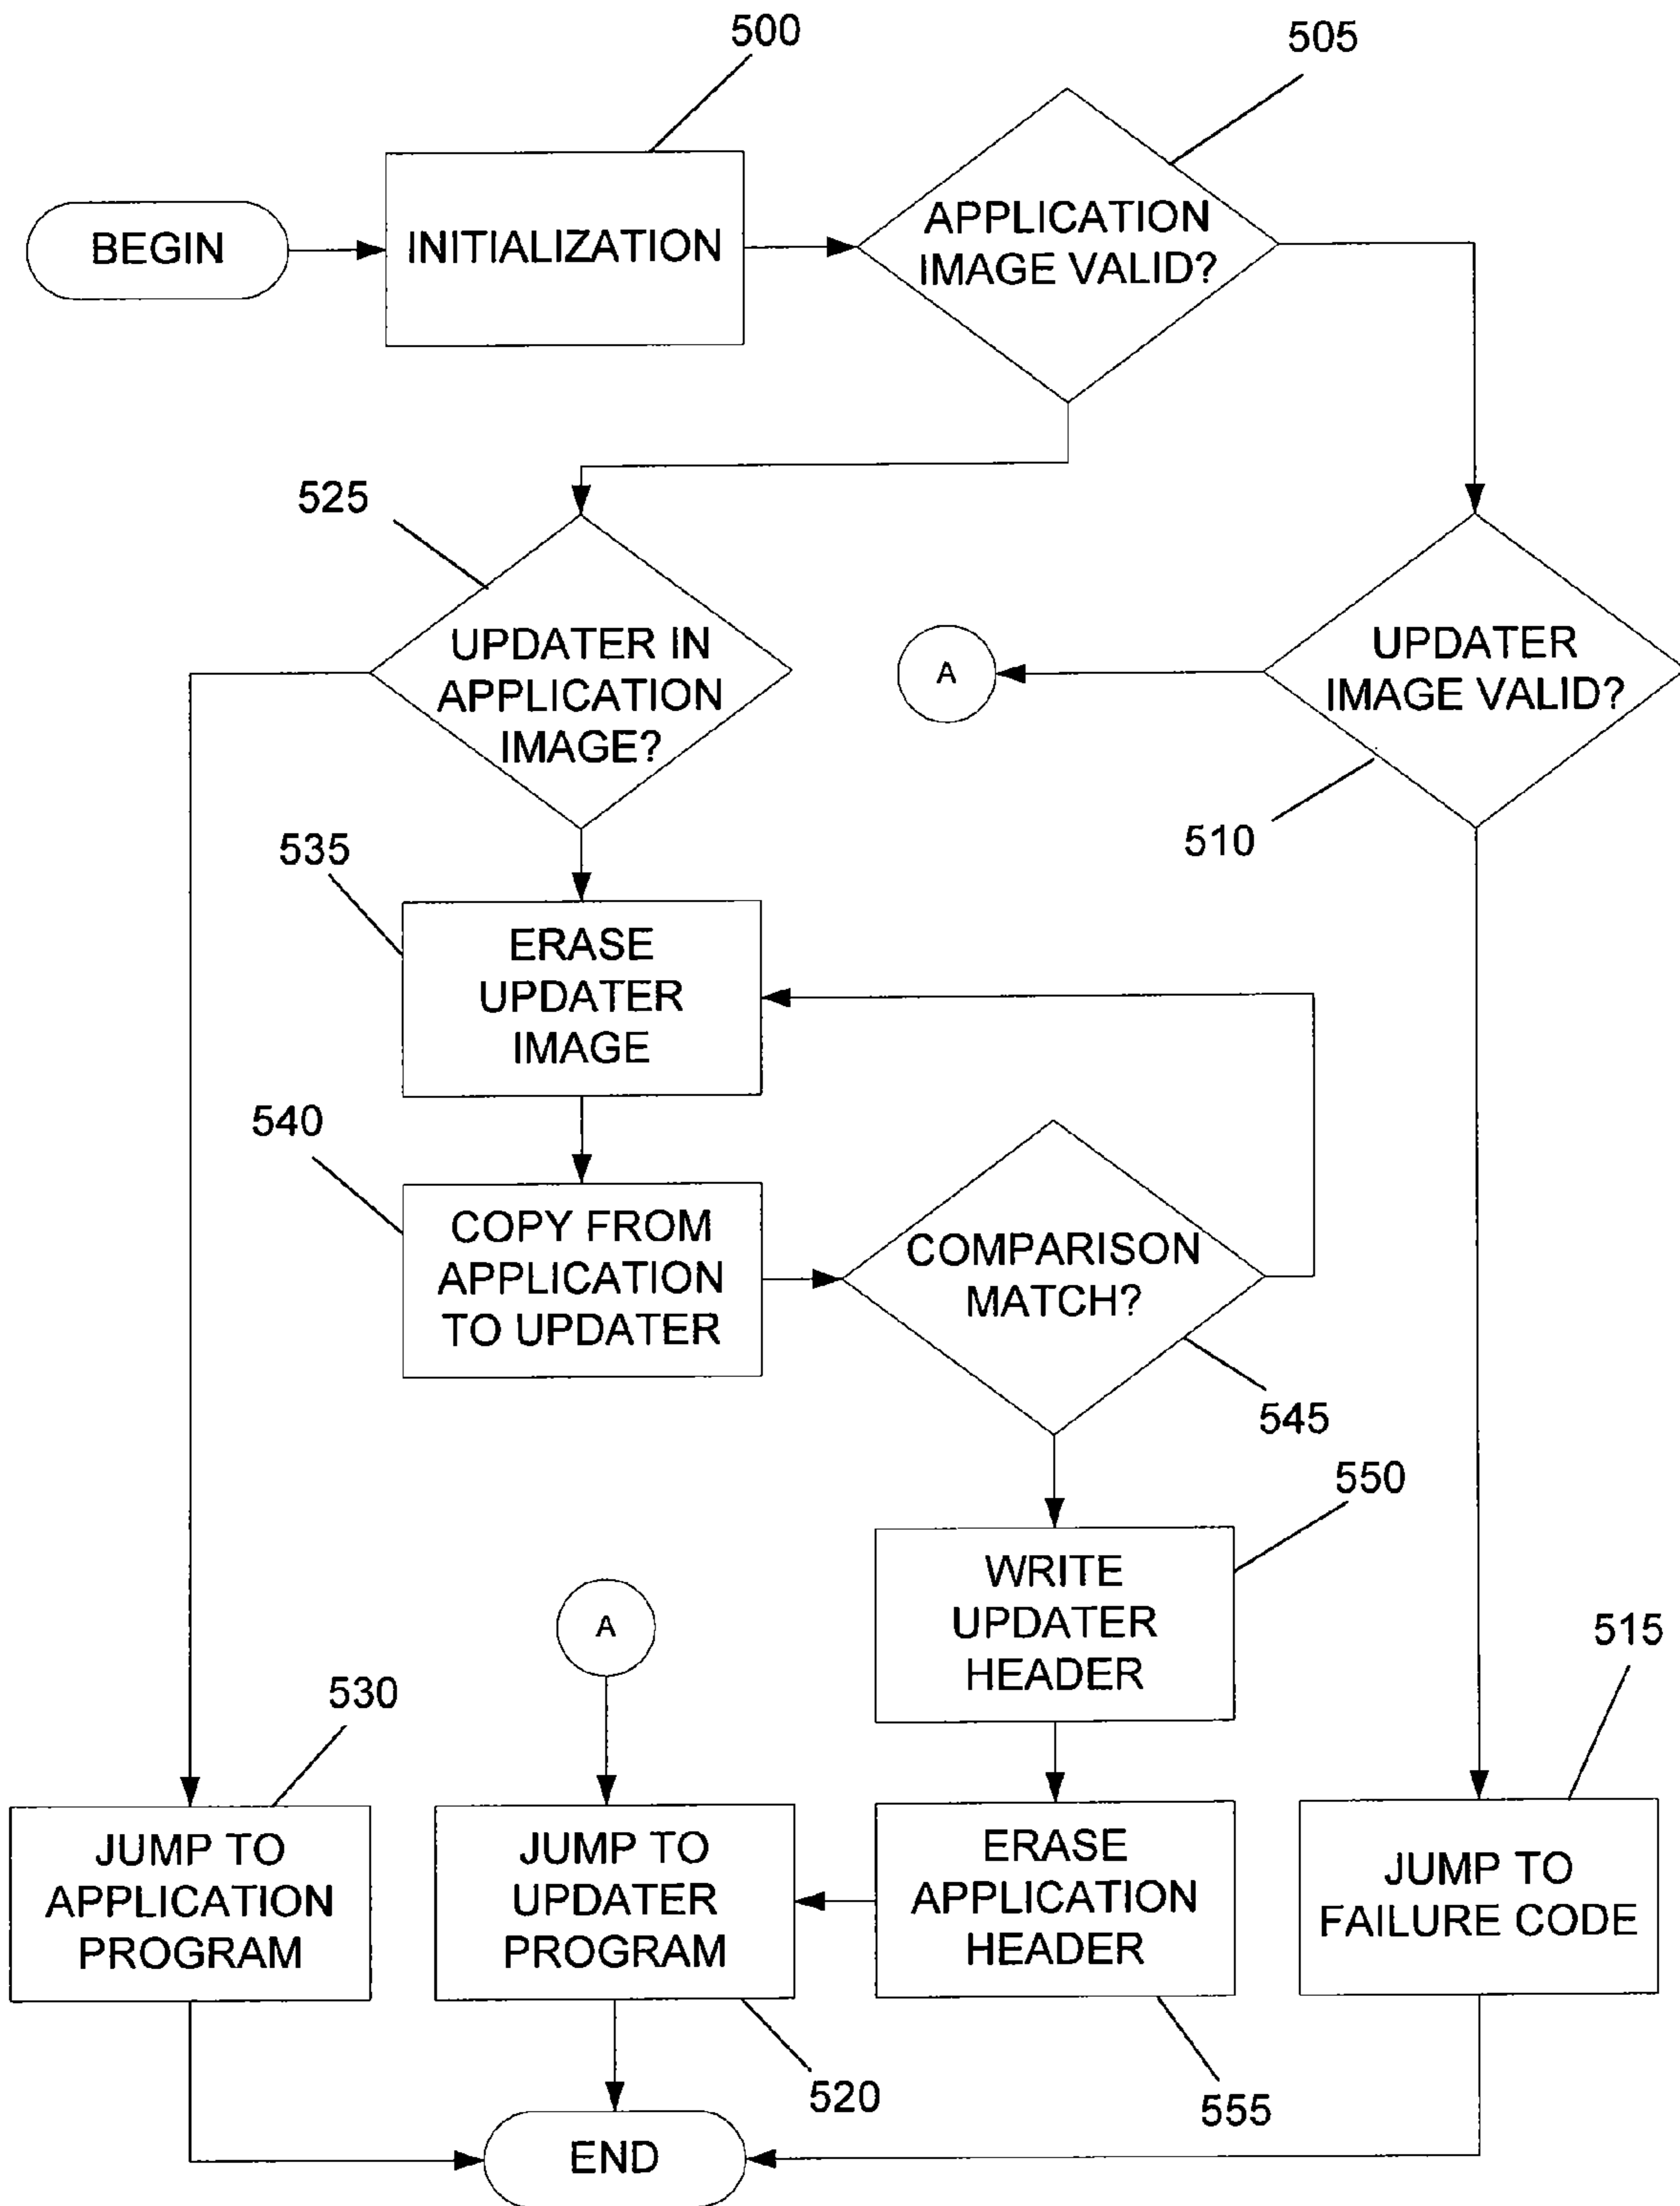 500
505
BEGIN
INITIALIZATION
APPLICATION
IMAGE VALID?
525
UPDATER IN
APPLICATION
IMAGE?
A
UPDATER
IMAGE VALID?
510
535
ERASE
UPDATER
IMAGE
540
COPY FROM
APPLICATION
TO UPDATER
COMPARISON
MATCH?
545
550
WRITE
UPDATER
HEADER
A
515
530
JUMP TO
APPLICATION
PROGRAM
JUMP TO
UPDATER
PROGRAM
ERASE
APPLICATION
HEADER
JUMP TO
FAILURE CODE
520
555
END